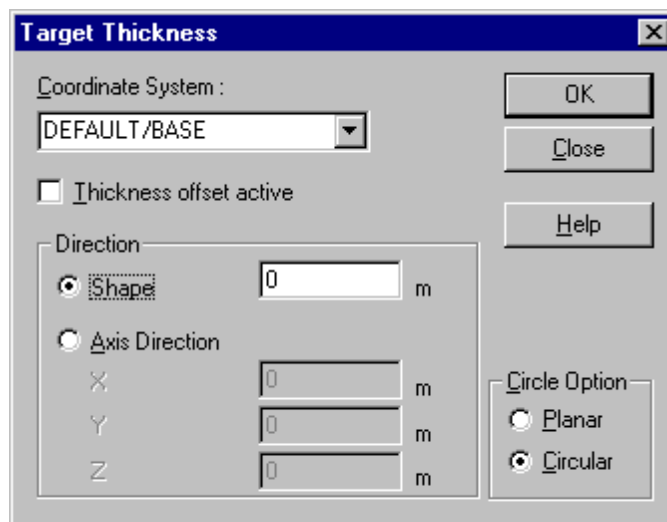 Target Thickness
Coordinate System :
DEFAULT/BASE
Thickness offset active
OK
Close
Help
Direction
Shape 0 m
Axis Direction
X 0 m
Y 0 m
Z 0 m
Circle Option
Planar
Circular